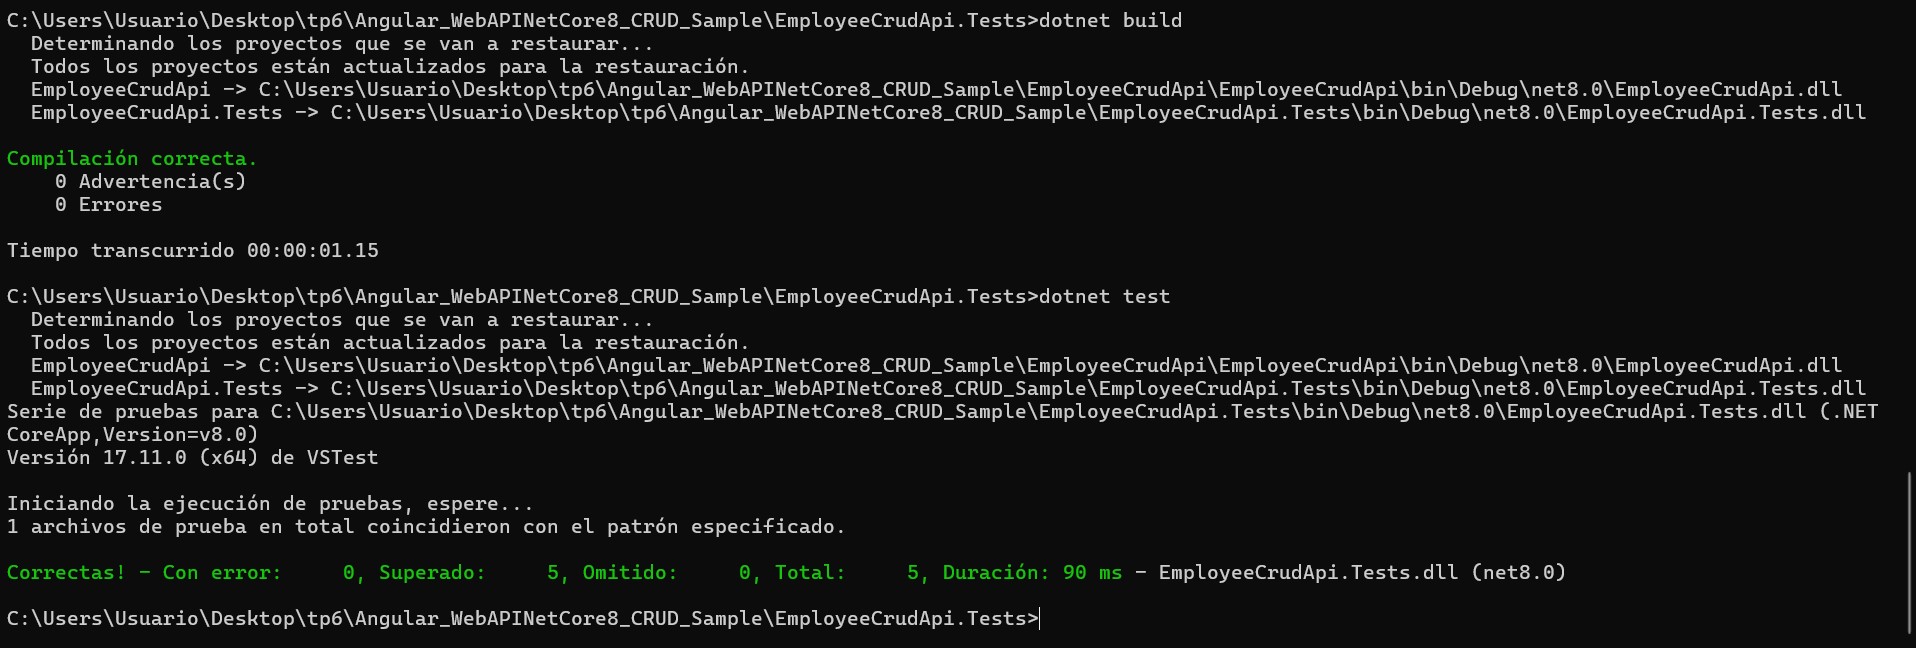 C:\Users\Usuario\Desktop\tp6\Angular_WebAPINetCore8_CRUD_Sample\EmployeeCrudApi.Tests>dotnet build
Determinando los proyectos que se van a restaurar...
Todos los proyectos están actualizados para la restauración.
EmployeeCrudApi -> C:\Users\Usuario\Desktop\tp6\Angular_WebAPINetCore8_CRUD_Sample\EmployeeCrudApi\EmployeeCrudApi\bin\Debug\net8.0\EmployeeCrudApi.dll
EmployeeCrudApi.Tests -> C:\Users\Usuario\Desktop\tp6\Angular_WebAPINetCore8_CRUD_Sample\EmployeeCrudApi.Tests\bin\Debug\net8.0\EmployeeCrudApi.Tests.dll
Compilación correcta.
0 Advertencia(s)
0 Errores
Tiempo transcurrido 00:00:01.15
C:\Users\Usuario\Desktop\tp6\Angular_WebAPINetCore8_CRUD_Sample\EmployeeCrudApi.Tests>dotnet test
Determinando los proyectos que se van a restaurar...
Todos los proyectos están actualizados para la restauración.
EmployeeCrudApi -> C:\Users\Usuario\Desktop\tp6\Angular_WebAPINetCore8_CRUD_Sample\EmployeeCrudApi\EmployeeCrudApi\bin\Debug\net8.0\EmployeeCrudApi.dll
EmployeeCrudApi.Tests -> C:\Users\Usuario\Desktop\tp6\Angular_WebAPINetCore8_CRUD_Sample\EmployeeCrudApi.Tests\bin\Debug\net8.0\EmployeeCrudApi.Tests.dll
Serie de pruebas para C:\Users\Usuario\Desktop\tp6\Angular_WebAPINetCore8_CRUD_Sample\EmployeeCrudApi.Tests\bin\Debug\net8.0\EmployeeCrudApi.Tests.dll (.NET
CoreApp,Version=v8.0)
Versión 17.11.0 (x64) de VSTest
Iniciando la ejecución de pruebas, espere...
1 archivos de prueba en total coincidieron con el patrón especificado.
Correctas! - Con error:     0, Superado:     5, Omitido:     0, Total:     5, Duración: 90 ms - EmployeeCrudApi.Tests.dll (net8.0)
C:\Users\Usuario\Desktop\tp6\Angular_WebAPINetCore8_CRUD_Sample\EmployeeCrudApi.Tests>